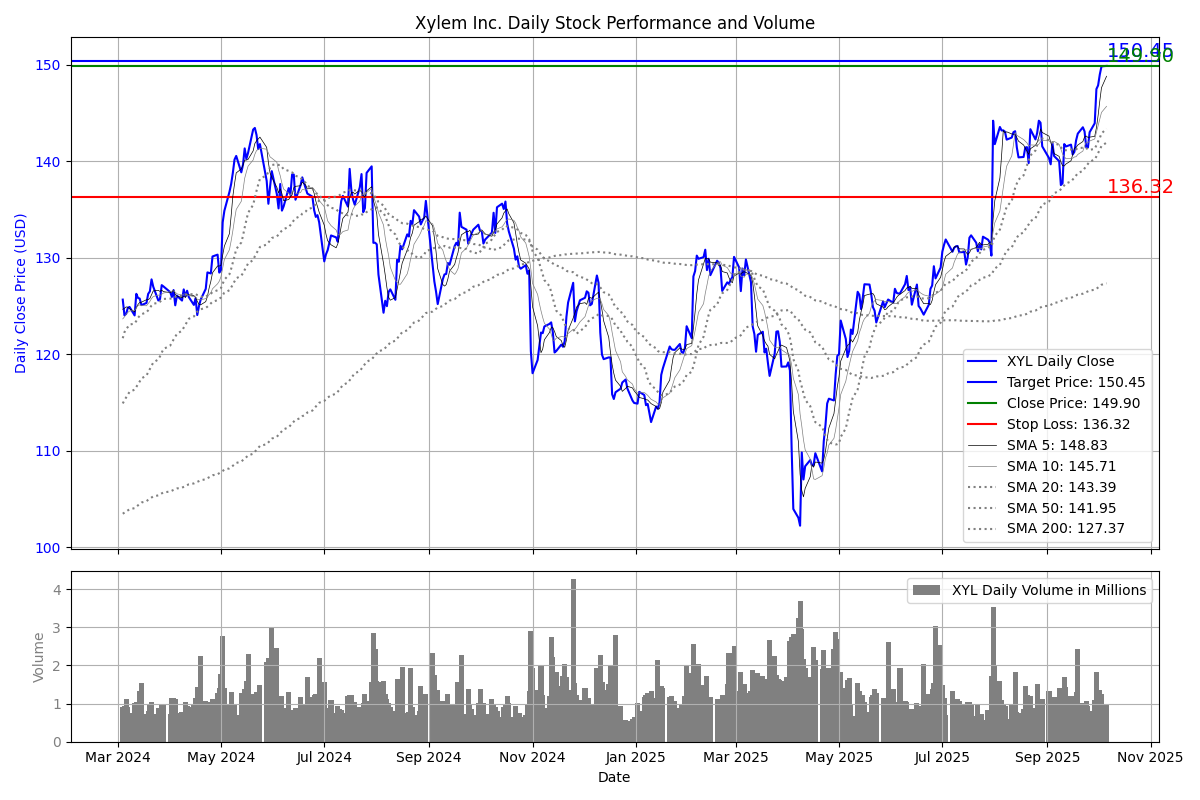 Xylem Inc. Daily Stock Performance and Volume
150.45
149.90
136.32
Daily Close Price (USD)
150
140
130
120
110
100
XYL Daily Close
Target Price: 150.45
Close Price: 149.90
Stop Loss: 136.32
SMA 5: 148.83
SMA 10: 145.71
SMA 20: 143.39
SMA 50: 141.95
SMA 200: 127.37
XYL Daily Volume in Millions
Volume
4
3
2
1
0
Mar 2024 May 2024 Jul 2024 Sep 2024 Nov 2024 Jan 2025 Mar 2025 May 2025 Jul 2025 Sep 2025 Nov 2025
Date